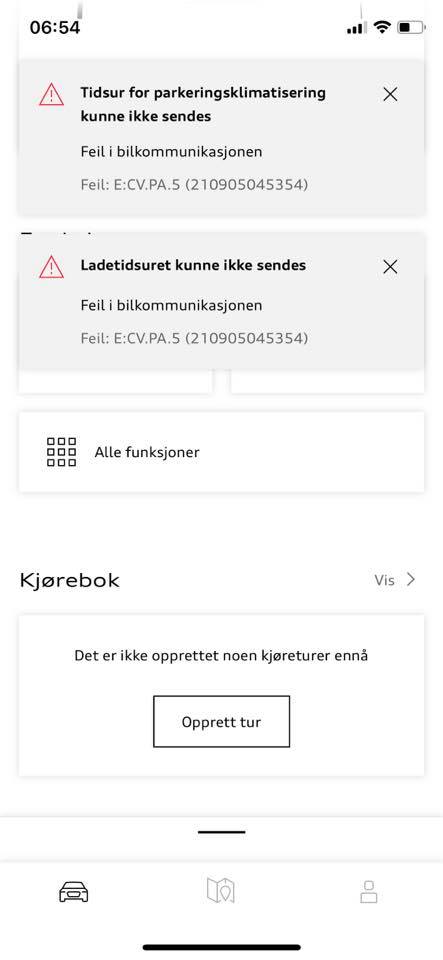 06:54
Tidsur for parkeringsklimatisering
kunne ikke sendes
Feil i bilkommunikasjonen
Feil: E:CV.PA.5 (210905045354)
Ladetidsuret kunne ikke sendes
Feil i bilkommunikasjonen
Feil: E:CV.PA.5 (210905045354)
Alle funksjoner
Kjørebok
Vis
Det er ikke opprettet noen kjøreturer ennå
Opprett tur